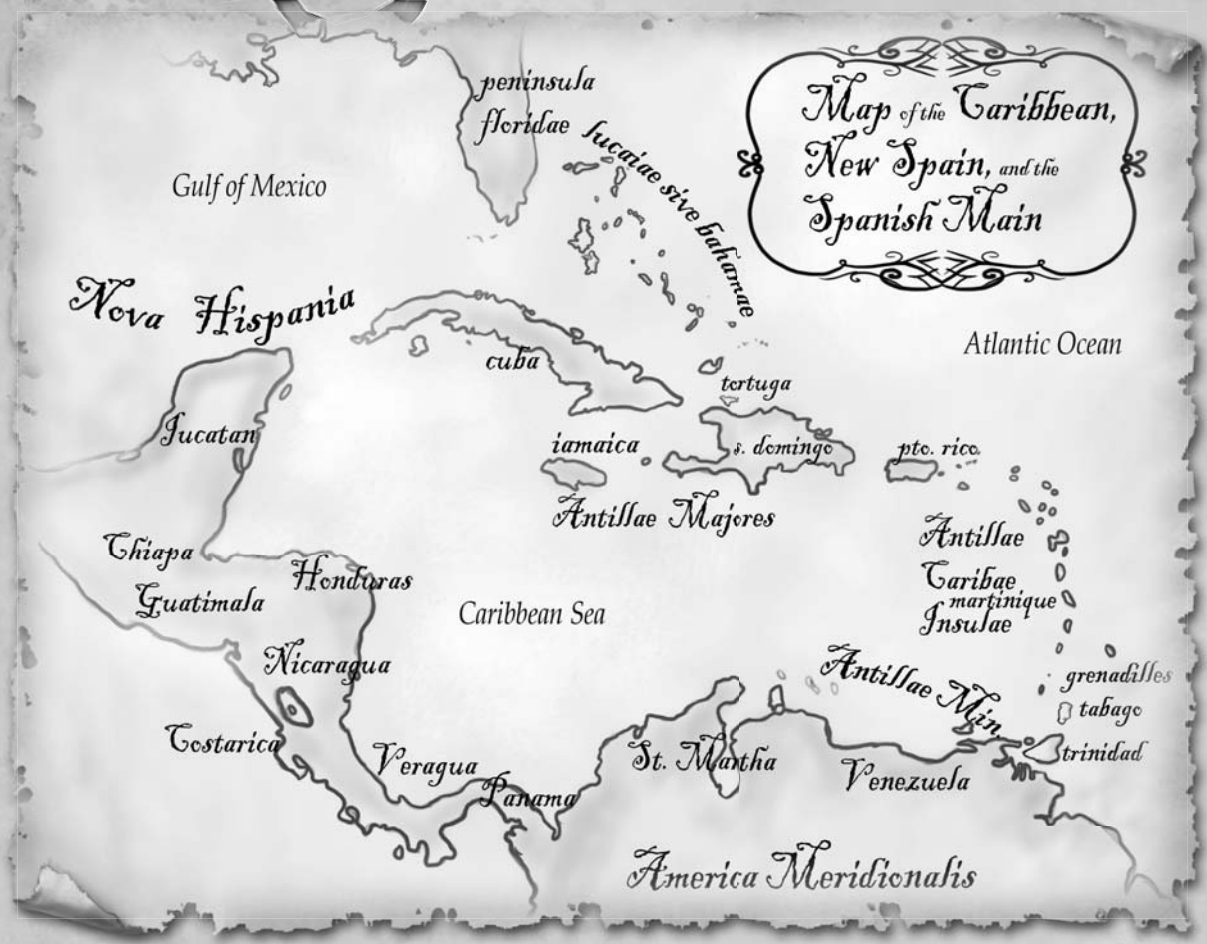 Map of the Caribbean,
New Spain, and the
Spanish Main
peninsula
floridae
lucaiae sive bahamae
Gulf of Mexico
Nova Hispania
Atlantic Ocean
cuba
tortuga
Jucatan
iamaica
s. domingo
pto. rico
Antillae Majores
Antillae
Caribae
martinique
Insulae
Chiapa
Honduras
Guatimala
Caribbean Sea
Nicaragua
Antillae Min.
grenadilles
tabago
trinidad
Costarica
Veragua
Panama
St. Martha
Venezuela
America Meridionalis